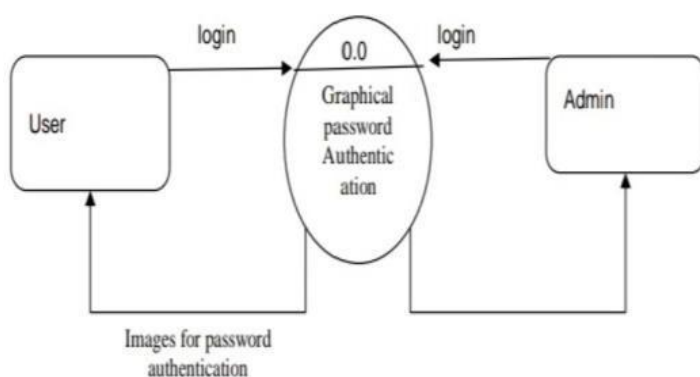 login
login
0.0
User
Graphical
password
Authentic
ation
Admin
Images for password
authentication